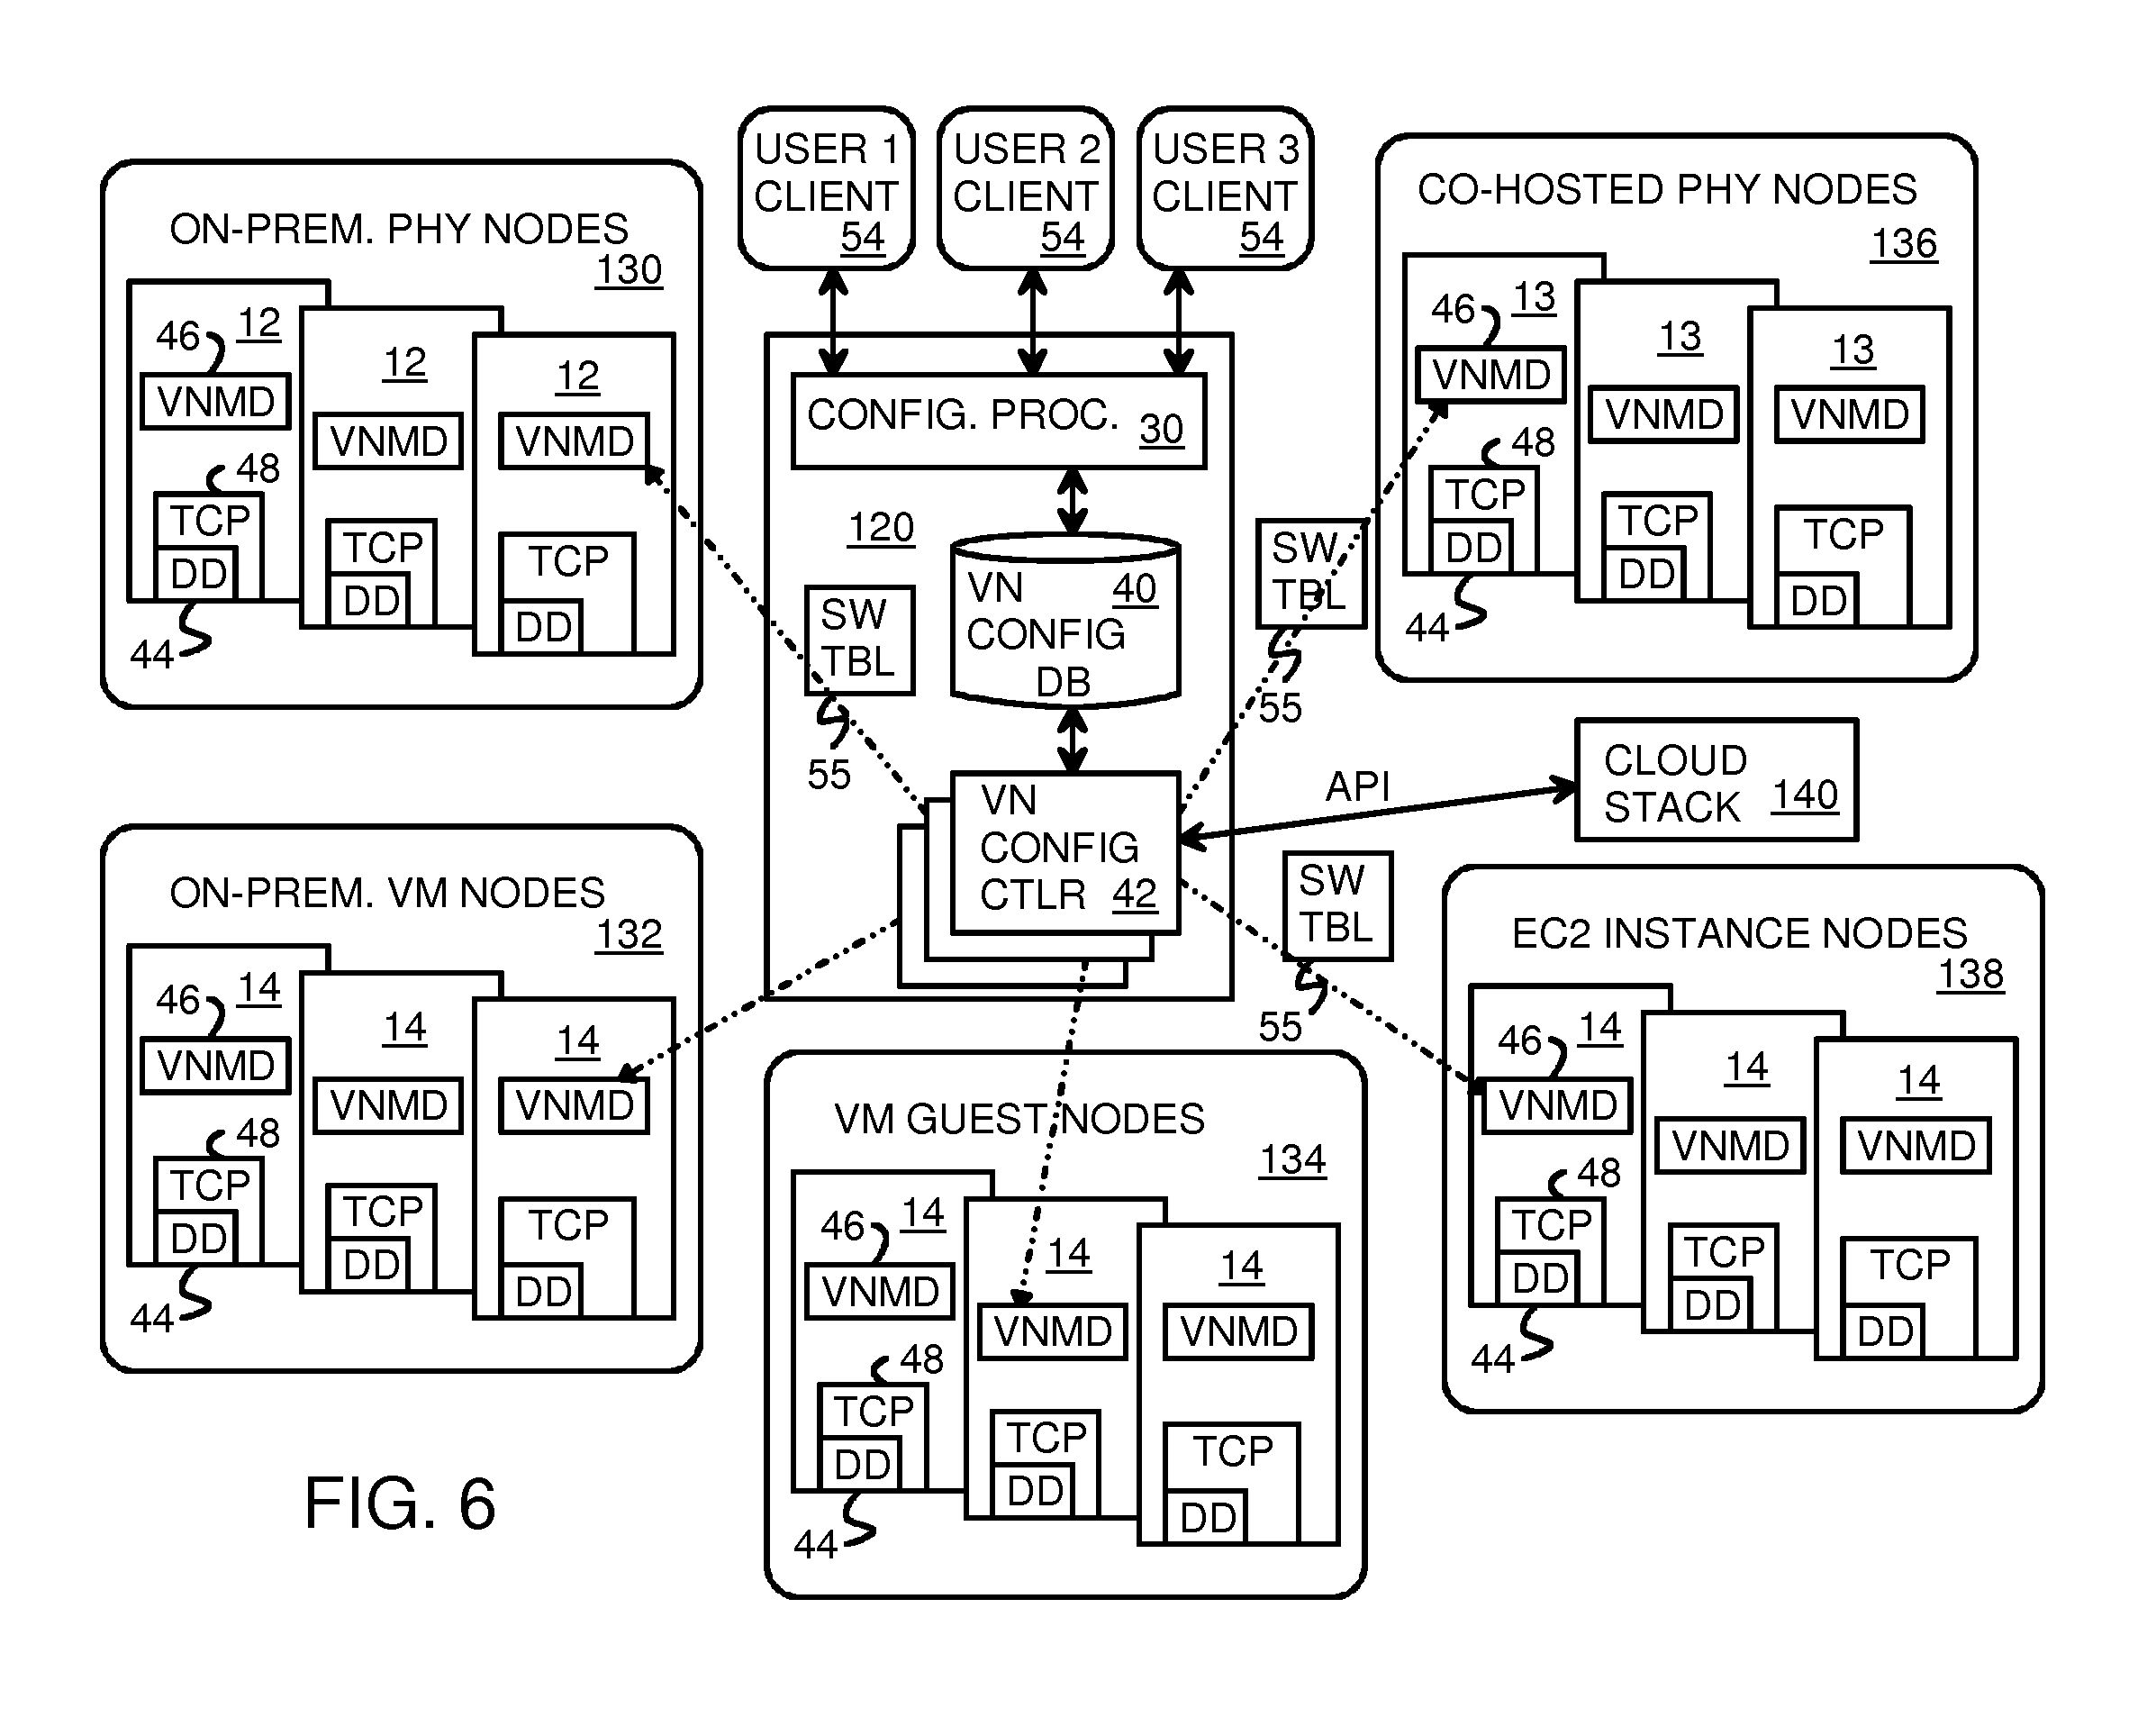 USER 1
CLIENT
54
USER 2
CLIENT
54
USER 3
CLIENT
54
ON-PREM. PHY NODES
130
46
12
VNMD
48
TCP
DD
44
12
VNMD
TCP
DD
12
VNMD
TCP
DD
CONFIG. PROC. 30
120
VN 40
CONFIG
DB
SW
TBL
55
VN
CONFIG
CTLR 42
SW
TBL
55
CO-HOSTED PHY NODES
136
46
13
VNMD
48
TCP
DD
44
13
VNMD
TCP
DD
13
VNMD
TCP
DD
API
CLOUD
STACK 140
SW
TBL
55
ON-PREM. VM NODES
132
46
14
VNMD
48
TCP
DD
44
14
VNMD
TCP
DD
14
VNMD
TCP
DD
VM GUEST NODES
134
46
14
VNMD
48
TCP
DD
44
14
VNMD
TCP
DD
14
VNMD
TCP
DD
EC2 INSTANCE NODES
138
46
14
VNMD
48
TCP
DD
44
14
VNMD
TCP
DD
14
VNMD
TCP
DD
FIG. 6